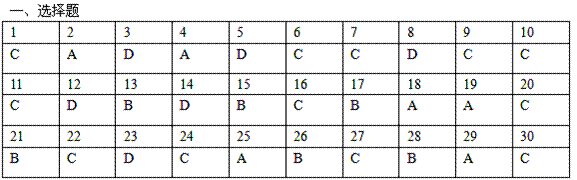 一、选择题
1 2 3 4 5 6 7 8 9 10
C A D A D C C D C C
11 12 13 14 15 16 17 18 19 20
C D B D B C B A A C
21 22 23 24 25 26 27 28 29 30
B C D C A B C B A C